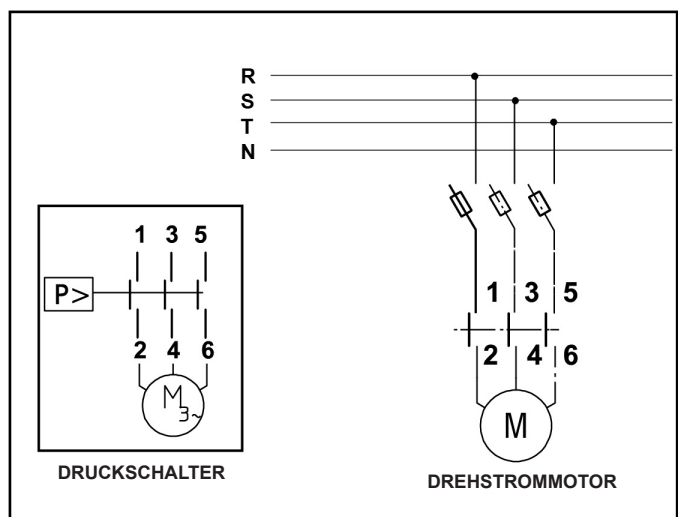 R
S
T
N
1 3 5
P>
2 4 6
M
3~
DRUCKSCHALTER
1 3 5
2 4 6
M
DREHSTROMMOTOR